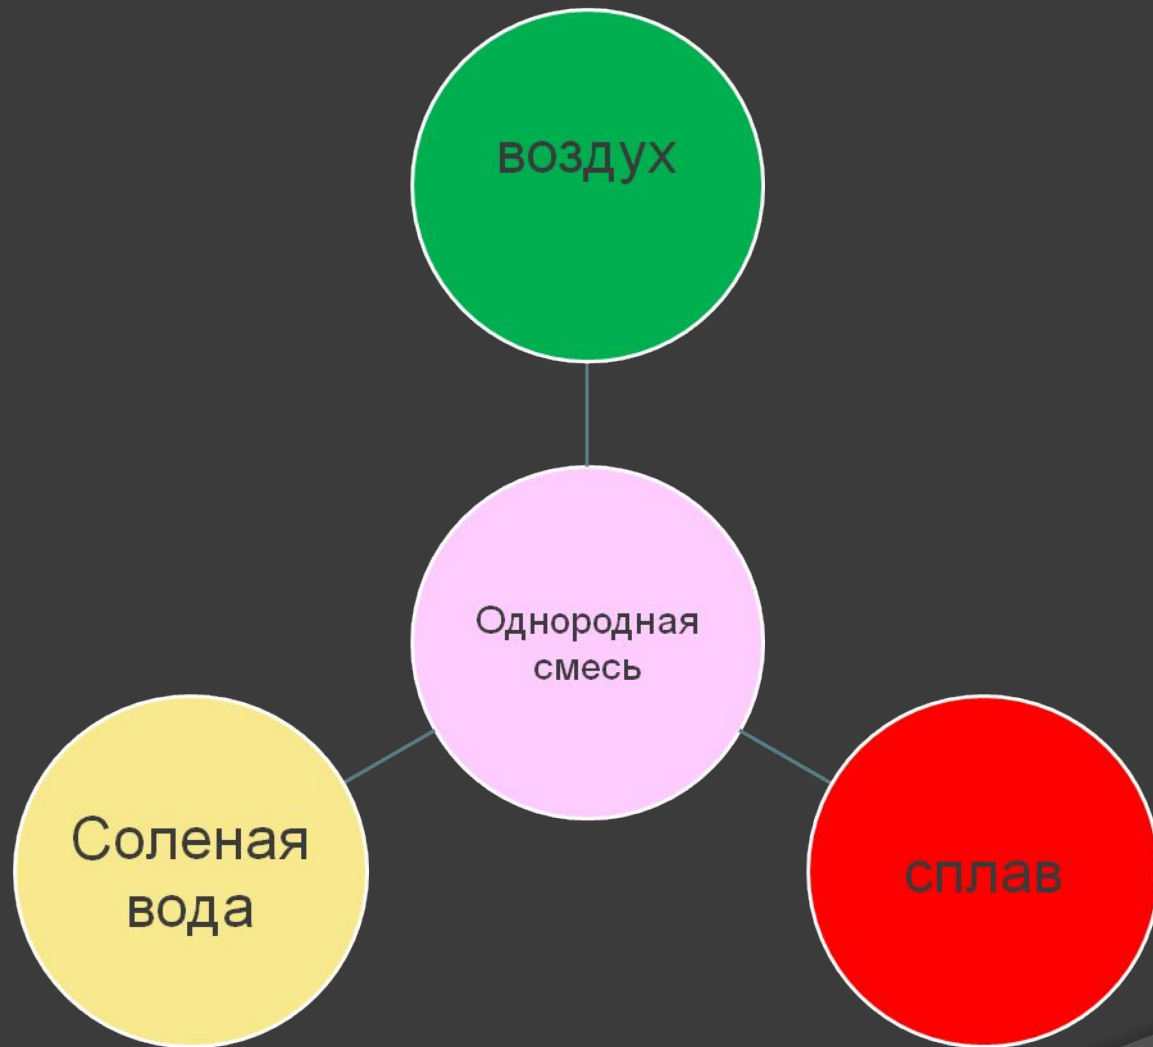 воздух
Однородная
смесь
Соленая
вода
сплав